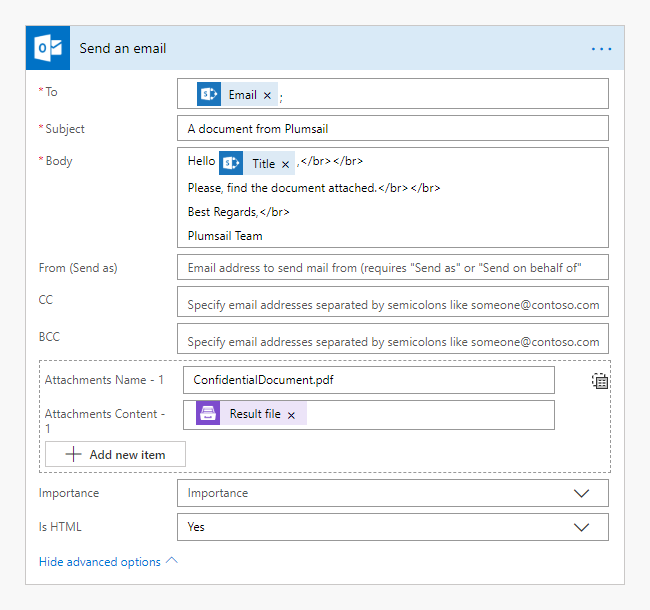 Send an email ...
* To Email × ;
* Subject A document from Plumsail
* Body Hello Title × ,</br></br>
Please, find the document attached.</br></br>
Best Regards,</br>
Plumsail Team
From (Send as) Email address to send mail from (requires "Send as" or "Send on behalf of"
CC Specify email addresses separated by semicolons like someone@contoso.com
BCC Specify email addresses separated by semicolons like someone@contoso.com
Attachments Name - 1 ConfidentialDocument.pdf
Attachments Content - Result file ×
1
Add new item
Importance Importance
Is HTML Yes
Hide advanced options